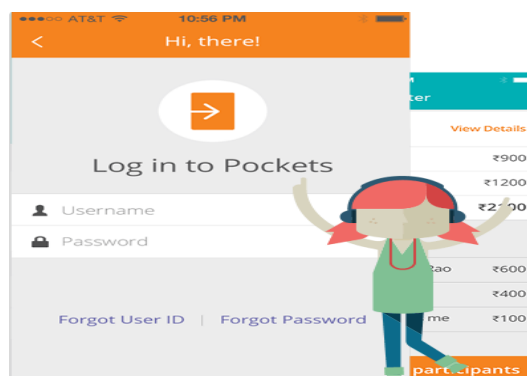 AT&T 10:56 PM
Hi, there!
Log in to Pockets
Username
Password
Forgot User ID | Forgot Password
ter
View Details
₹900
₹1200
₹2100
Rao ₹600
₹400
me ₹100
participants